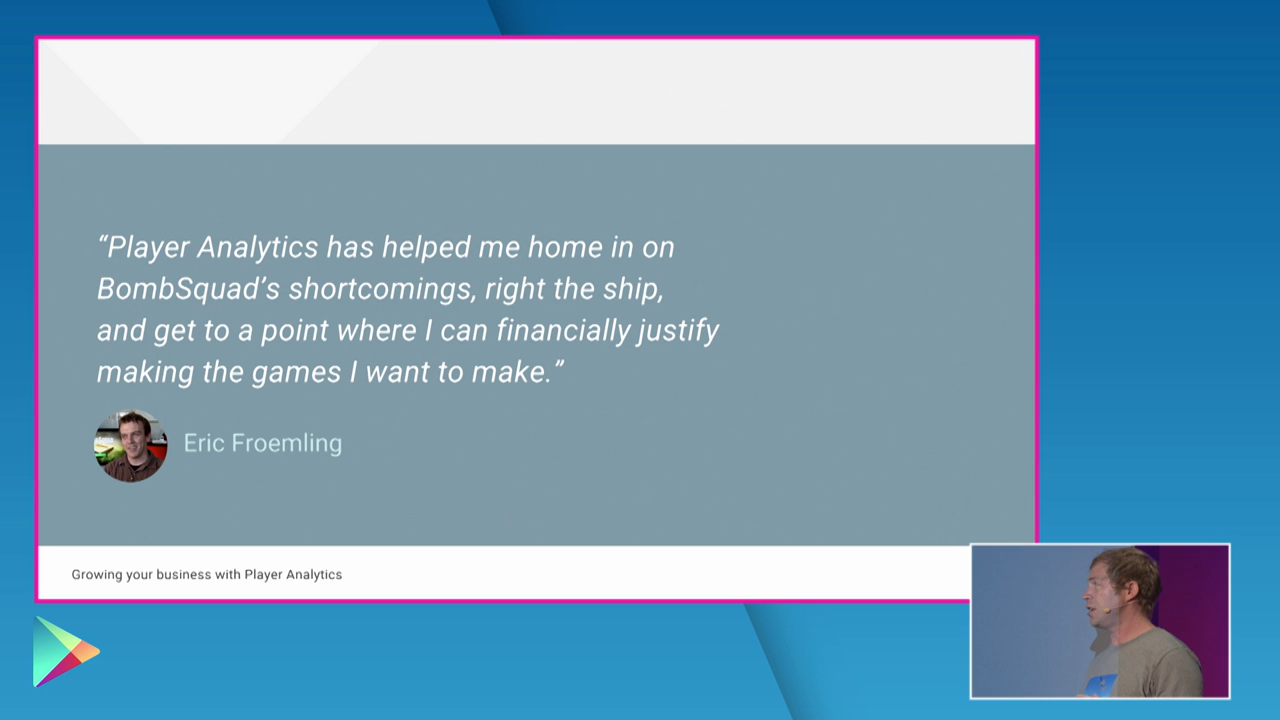 “Player Analytics has helped me home in on
BombSquad’s shortcomings, right the ship,
and get to a point where I can financially justify
making the games I want to make.”
Eric Froemling
Growing your business with Player Analytics